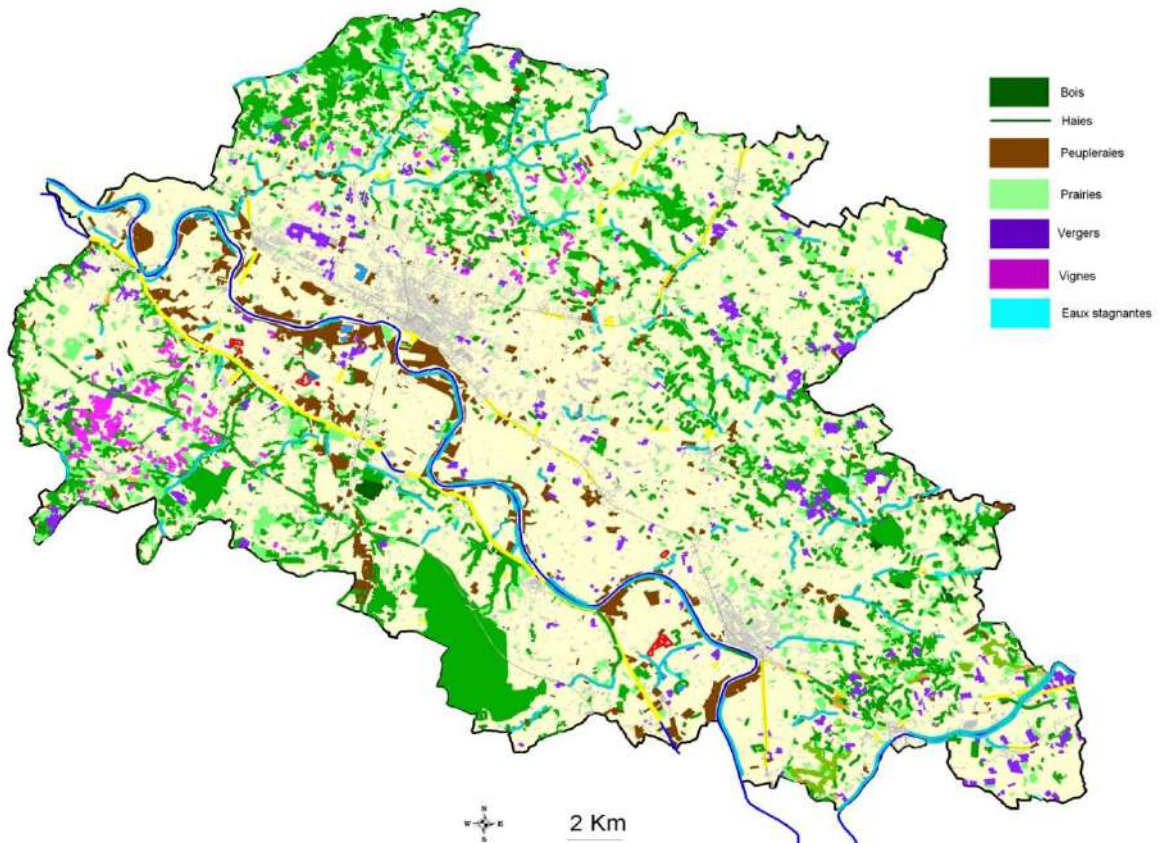 Bois
Haies
Peupleraies
Prairies
Vergers
Vignes
Eaux stagnantes
N
W E
S
2 Km